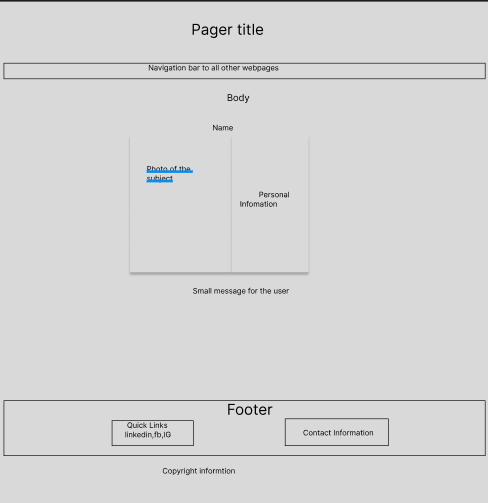 Pager title
Navigation bar to all other webpages
Body
Name
Photo of the
subject
Personal
Infomation
Small message for the user
Footer
Quick Links
linkedin,fb,IG
Contact Information
Copyright informtion